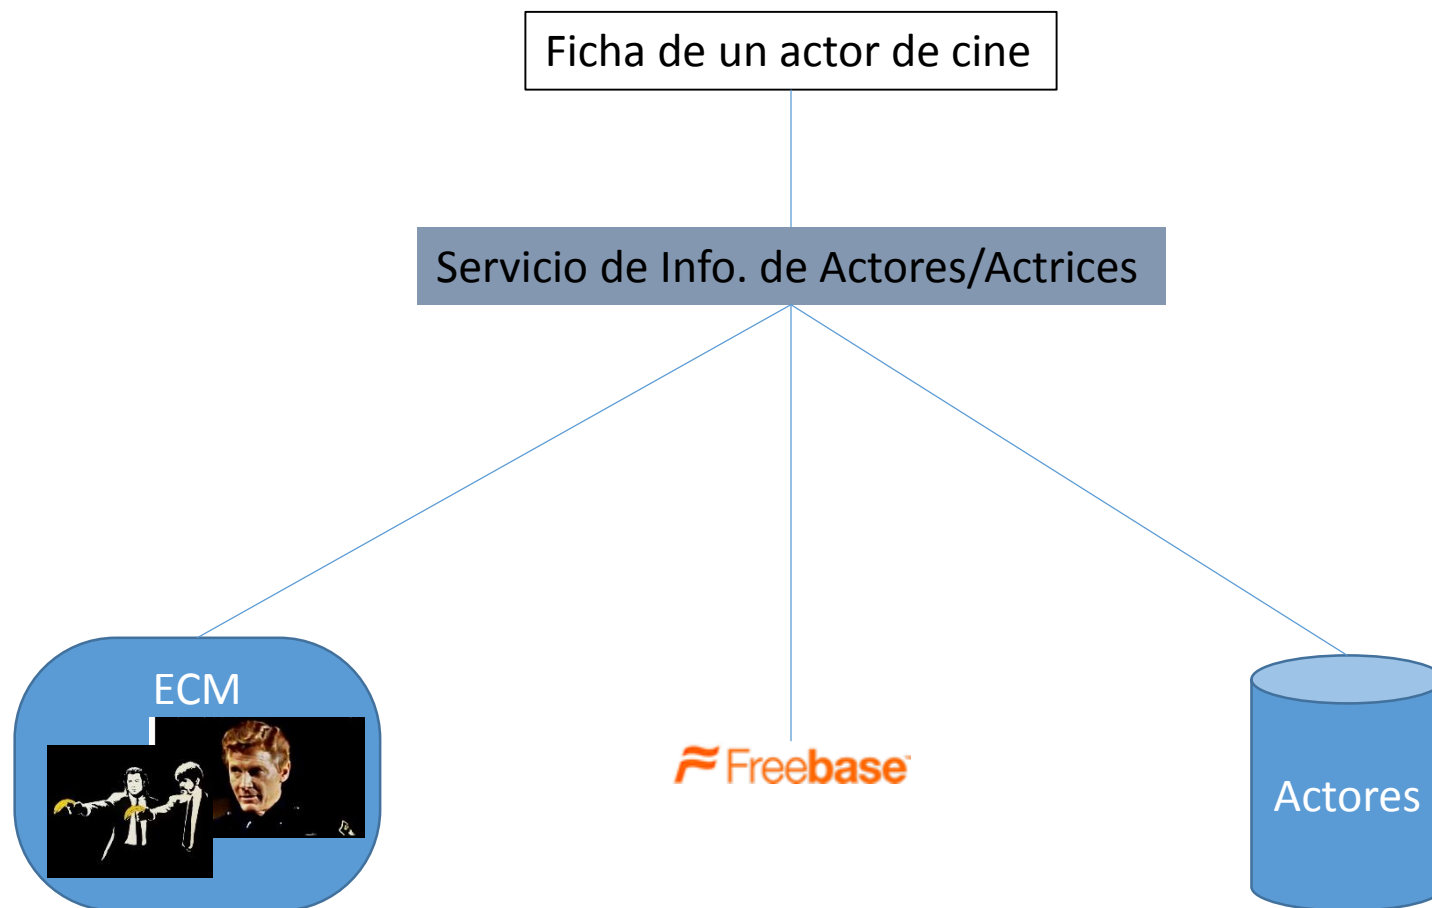 Ficha de un actor de cine
Servicio de Info. de Actores/Actrices
ECM
Freebase
Actores